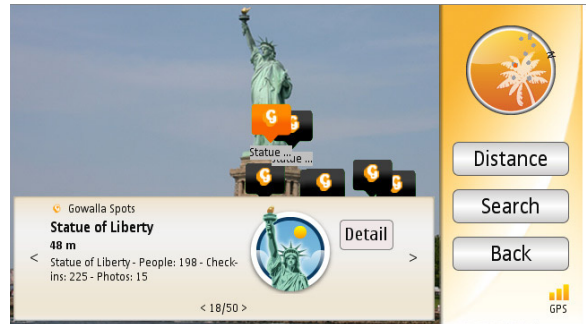 Statue ...
Statue ...
Gowalla Spots
Statue of Liberty
48 m
Statue of Liberty - People: 198 - Check-
ins: 225 - Photos: 15
<
>
< 18/50 >
Detail
N
Distance
Search
Back
GPS